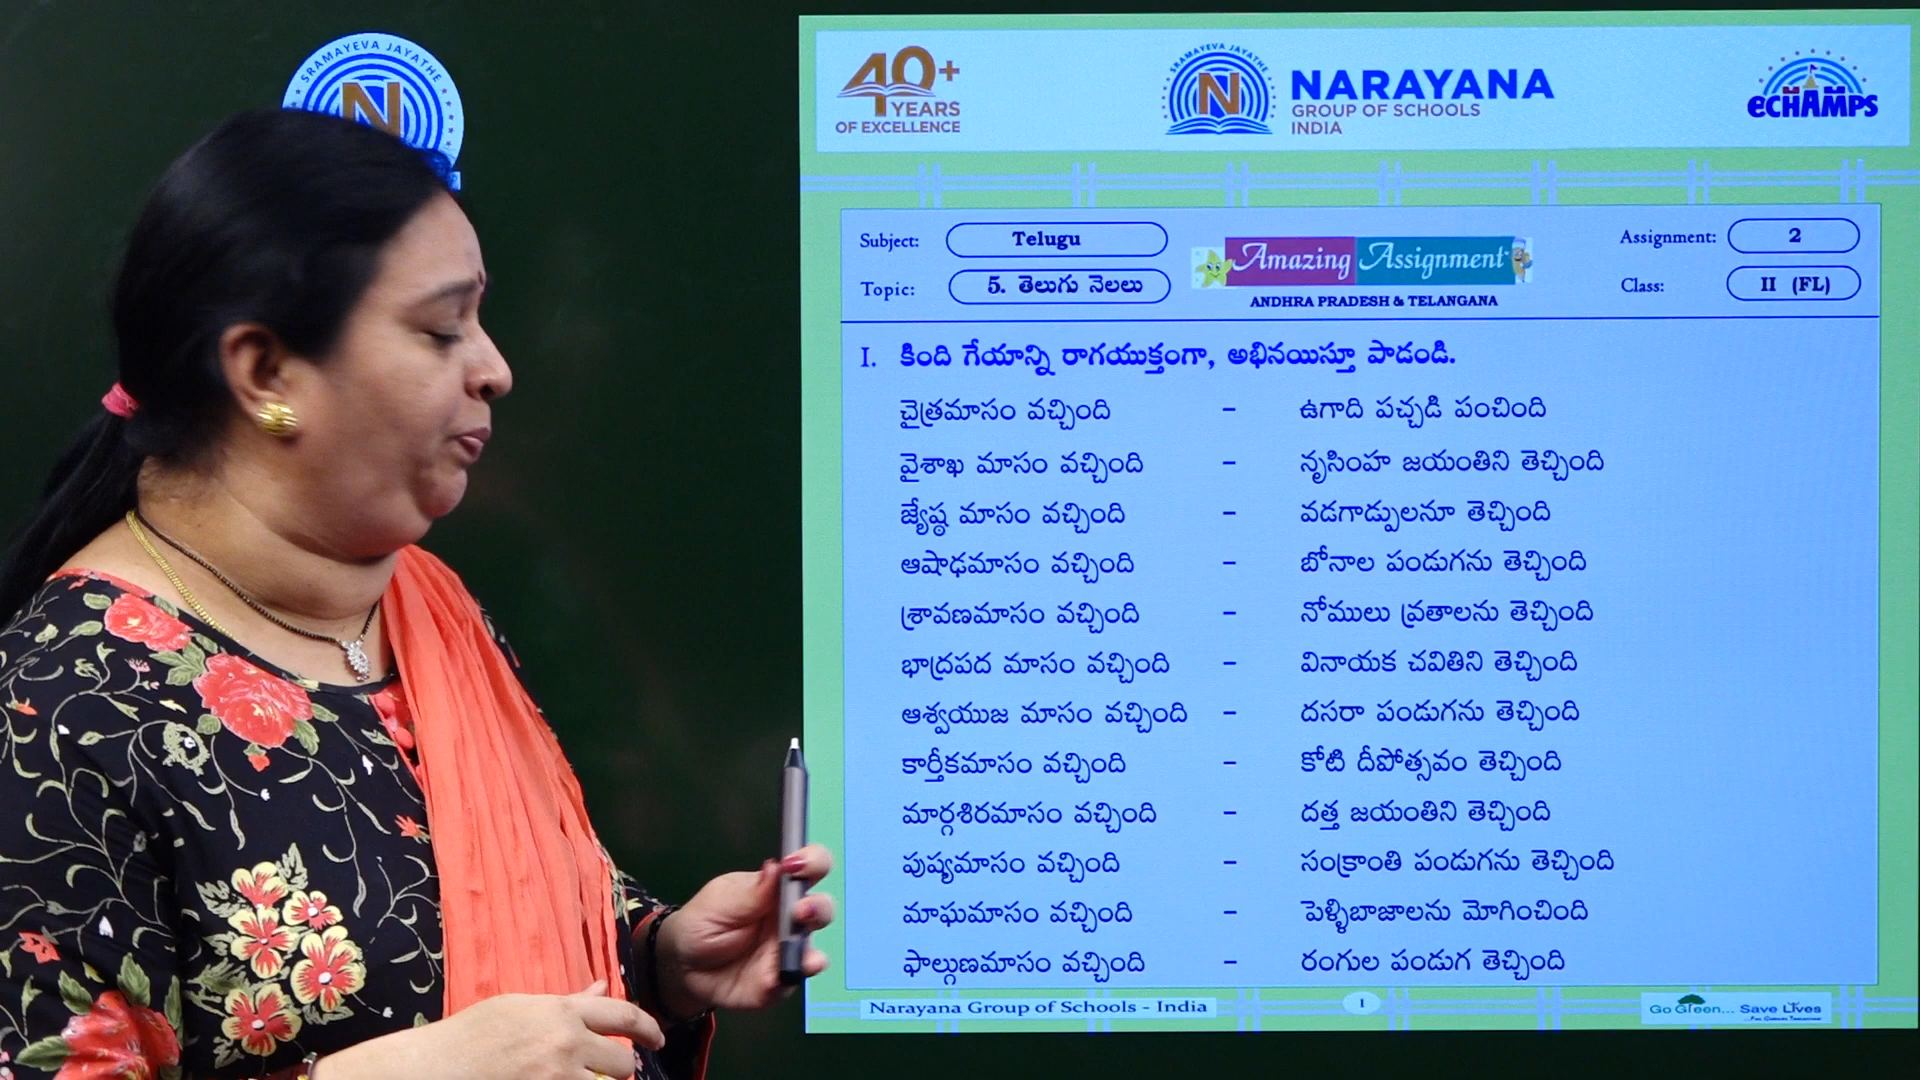 SRAMAYEVA JAYATHE
N
40+
YEARS
OF EXCELLENCE
SRAMAYEVA JAYATHE
N
NARAYANA
GROUP OF SCHOOLS
INDIA
eCHAMPS
Subject: Telugu
Topic: 5. తెలుగు నెలలు
Amazing Assignment
ANDHRA PRADESH & TELANGANA
Assignment: 2
Class: II (FL)
I. కింది గేయాన్ని రాగయుక్తంగా, అభినయిస్తూ పాడండి.
చైత్రమాసం వచ్చింది – ఉగాది పచ్చడి పంచింది
వైశాఖ మాసం వచ్చింది – నృసింహ జయంతిని తెచ్చింది
జ్యేష్ఠ మాసం వచ్చింది – వడగాడ్పులనూ తెచ్చింది
ఆషాఢమాసం వచ్చింది – బోనాల పండుగను తెచ్చింది
శ్రావణమాసం వచ్చింది – నోములు వ్రతాలను తెచ్చింది
భాద్రపద మాసం వచ్చింది – వినాయక చవితిని తెచ్చింది
ఆశ్వయుజ మాసం వచ్చింది – దసరా పండుగను తెచ్చింది
కార్తీకమాసం వచ్చింది – కోటి దీపోత్సవం తెచ్చింది
మార్గశిరమాసం వచ్చింది – దత్త జయంతిని తెచ్చింది
పుష్యమాసం వచ్చింది – సంక్రాంతి పండుగను తెచ్చింది
మాఘమాసం వచ్చింది – పెళ్ళిబాజాలను మోగించింది
ఫాల్గుణమాసం వచ్చింది – రంగుల పండుగ తెచ్చింది
Narayana Group of Schools - India
1
Go Green... Save Lives